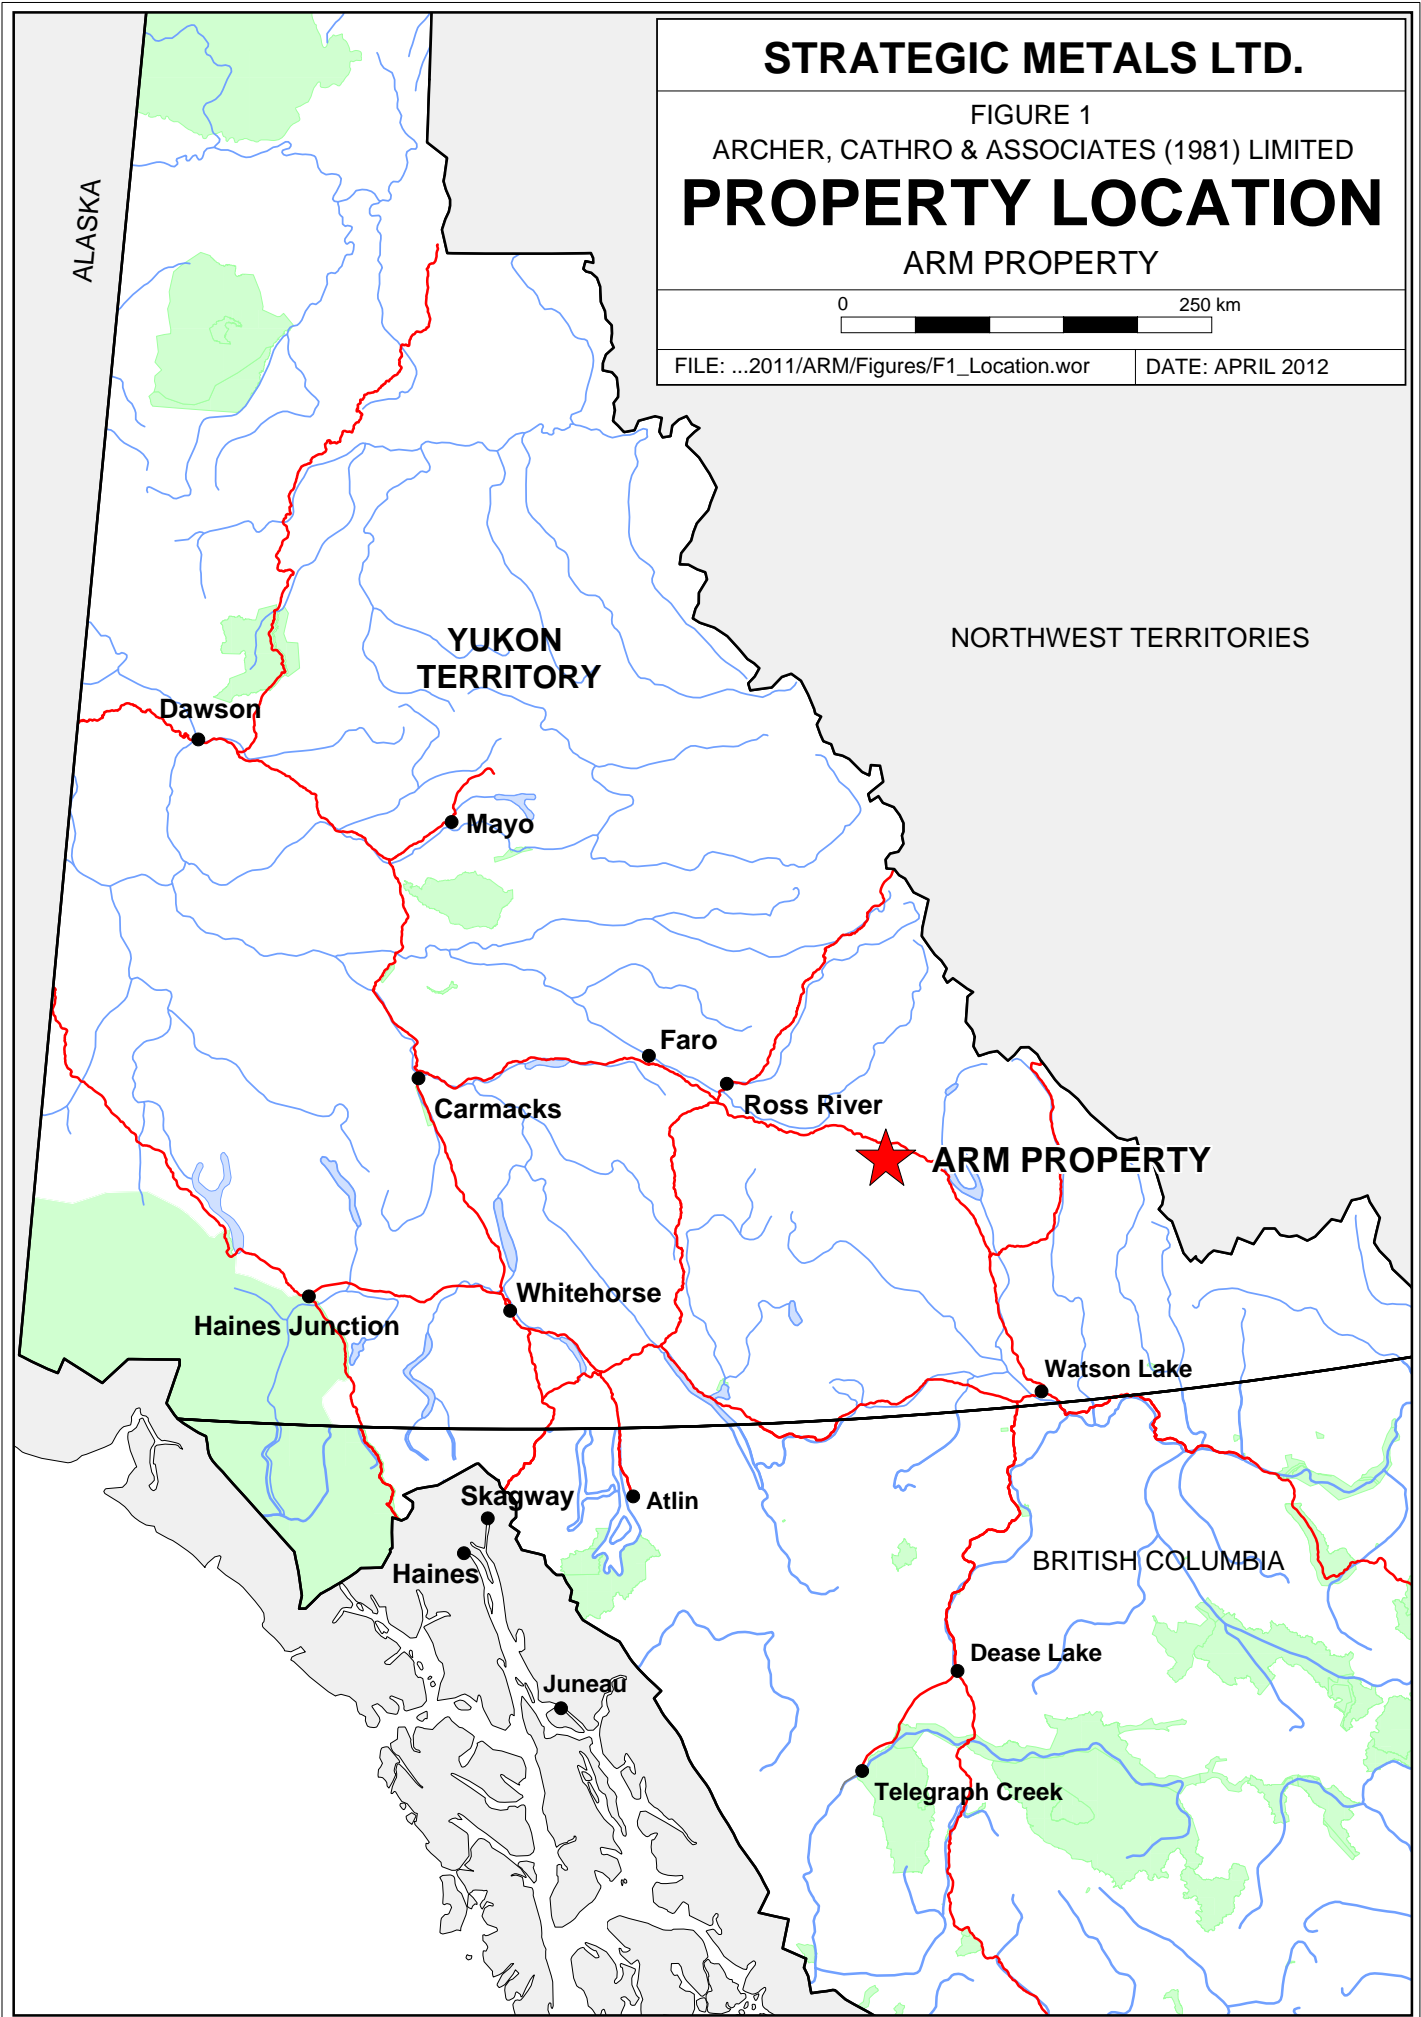 STRATEGIC METALS LTD.
FIGURE 1
ARCHER, CATHRO & ASSOCIATES (1981) LIMITED
PROPERTY LOCATION
ARM PROPERTY
0 250 km
FILE: ...2011/ARM/Figures/F1_Location.wor DATE: APRIL 2012
ALASKA
NORTHWEST TERRITORIES
YUKON
TERRITORY
Dawson
Mayo
Faro
Ross River
Carmacks
ARM PROPERTY
Whitehorse
Haines Junction
Watson Lake
Skagway
Atlin
BRITISH COLUMBIA
Haines
Dease Lake
Juneau
Telegraph Creek